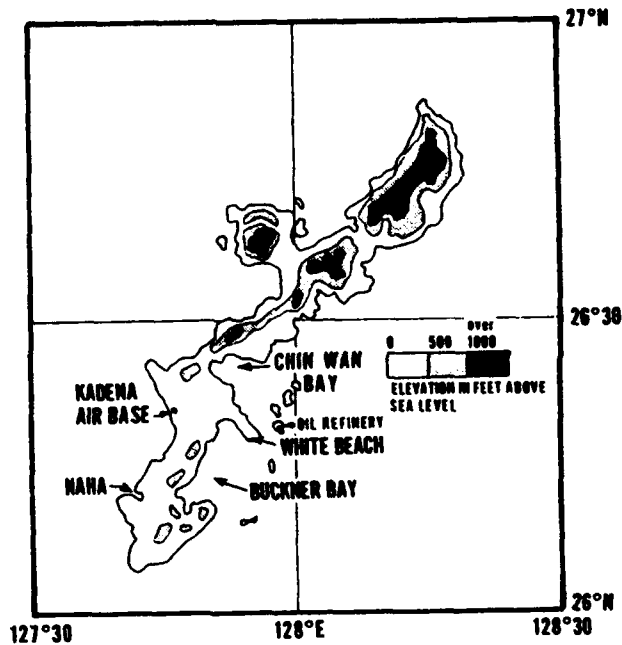 27°N
26°30
over
0 500 1000
ELEVATION IN FEET ABOVE
SEA LEVEL
CHIN WAN
BAY
KADENA
AIR BASE
OIL REFINERY
WHITE BEACH
NAHA
BUCKNER BAY
26°N
127°30
128°E
128°30